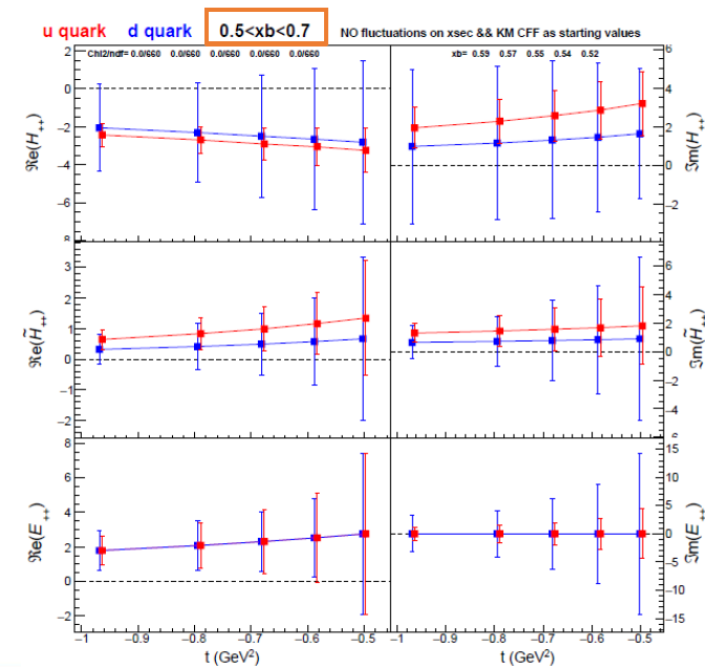 u quark d quark 0.5<xb<0.7 NO fluctuations on xsec && KM CFF as starting values
Chi2/ndf= 0.0/660 0.0/660 0.0/660 0.0/660 0.0/660
xb= 0.59 0.57 0.55 0.54 0.52
ℜe(H++)
2
0
−2
−4
−6
8
ℑm(H++)
6
4
2
0
−2
ℜe(H̃++)
3
2
1
0
−1
−2
ℑm(H̃++)
6
4
2
0
−2
−4
6
ℜe(E++)
8
6
4
2
0
−2
ℑm(E++)
15
10
5
0
−5
−10
−15
−1 −0.9 −0.8 −0.7 −0.6 −0.5
t (GeV²)
−1 −0.9 −0.8 −0.7 −0.6 −0.5
t (GeV²)